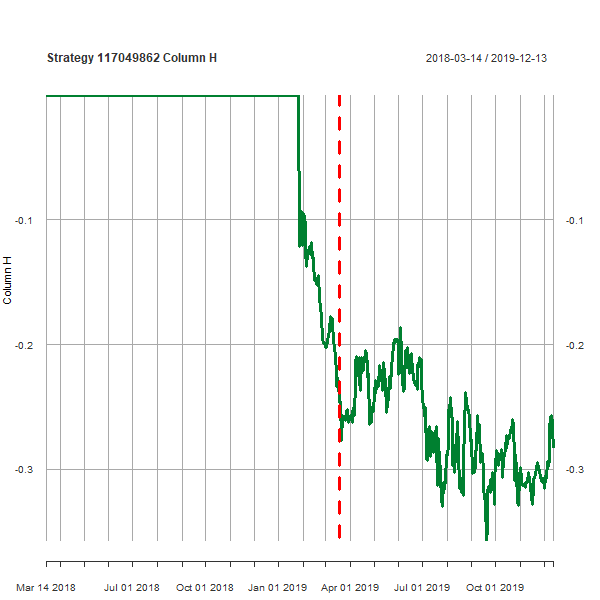 Strategy 117049862 Column H
2018-03-14 / 2019-12-13
Column H
-0.1
-0.1
-0.2
-0.2
-0.3
-0.3
Mar 14 2018
Jul 01 2018
Oct 01 2018
Jan 01 2019
Apr 01 2019
Jul 01 2019
Oct 01 2019